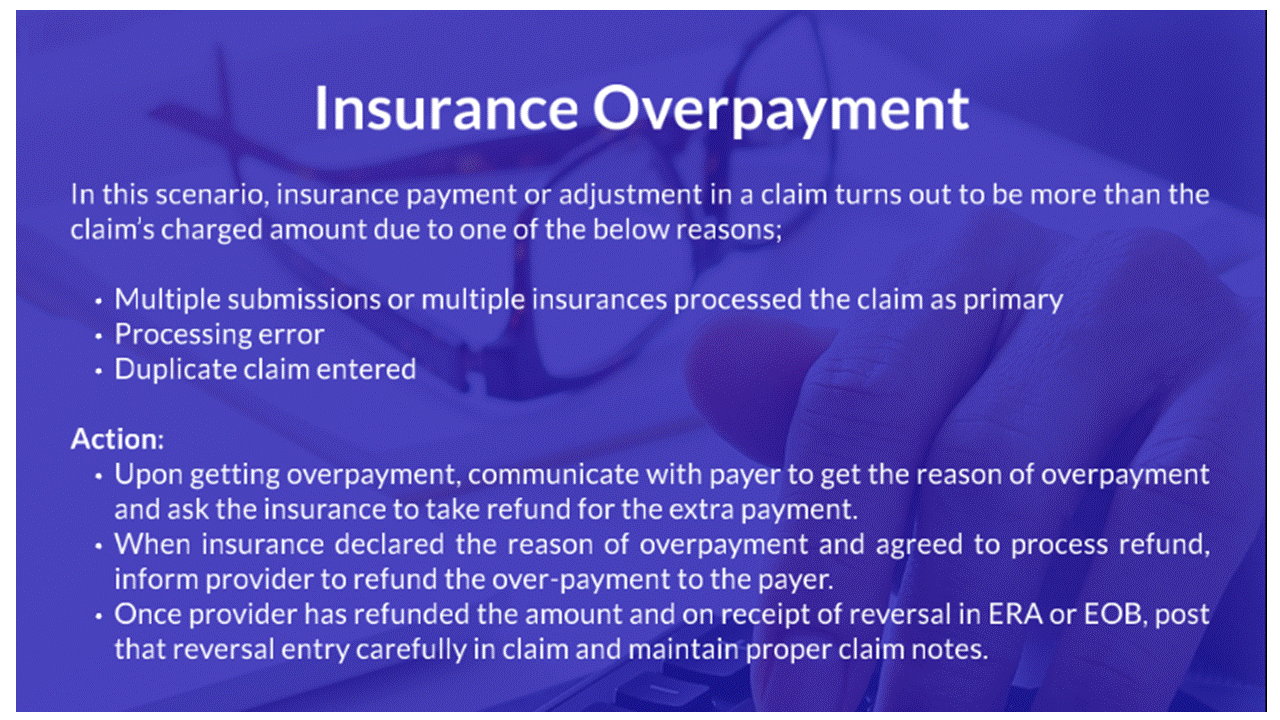 Insurance Overpayment
In this scenario, insurance payment or adjustment in a claim turns out to be more than the
claim's charged amount due to one of the below reasons;
• Multiple submissions or multiple insurances processed the claim as primary
• Processing error
• Duplicate claim entered
Action:
• Upon getting overpayment, communicate with payer to get the reason of overpayment
and ask the insurance to take refund for the extra payment.
• When insurance declared the reason of overpayment and agreed to process refund,
inform provider to refund the over-payment to the payer.
• Once provider has refunded the amount and on receipt of reversal in ERA or EOB, post
that reversal entry carefully in claim and maintain proper claim notes.